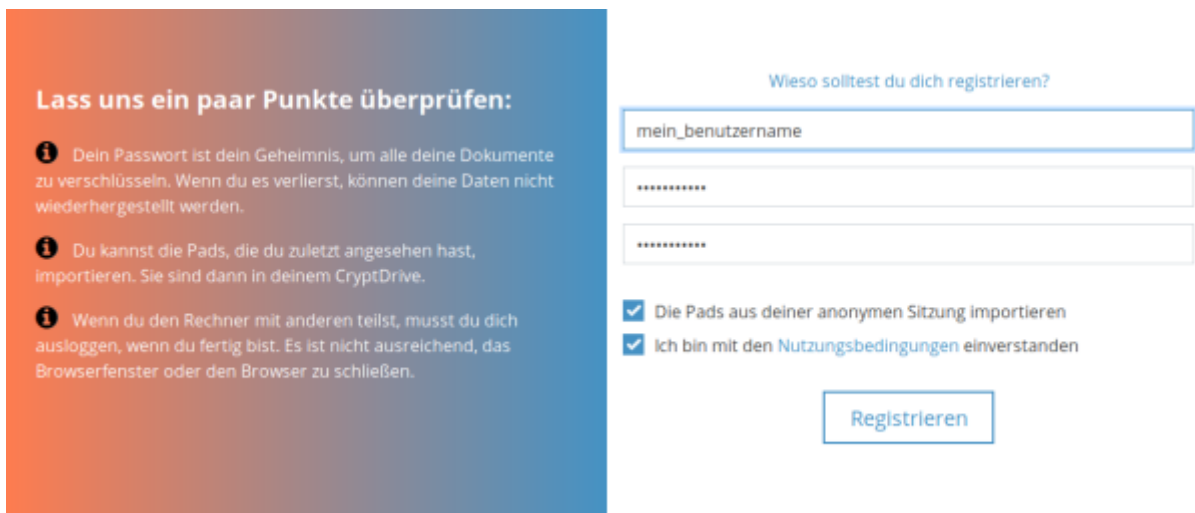 Lass uns ein paar Punkte überprüfen:
Dein Passwort ist dein Geheimnis, um alle deine Dokumente
zu verschlüsseln. Wenn du es verlierst, können deine Daten nicht
wiederhergestellt werden.
Du kannst die Pads, die du zuletzt angesehen hast,
importieren. Sie sind dann in deinem CryptDrive.
Wenn du den Rechner mit anderen teilst, musst du dich
ausloggen, wenn du fertig bist. Es ist nicht ausreichend, das
Browserfenster oder den Browser zu schließen.
Wieso solltest du dich registrieren?
mein_benutzername
•••••••••••
•••••••••••
Die Pads aus deiner anonymen Sitzung importieren
Ich bin mit den Nutzungsbedingungen einverstanden
Registrieren